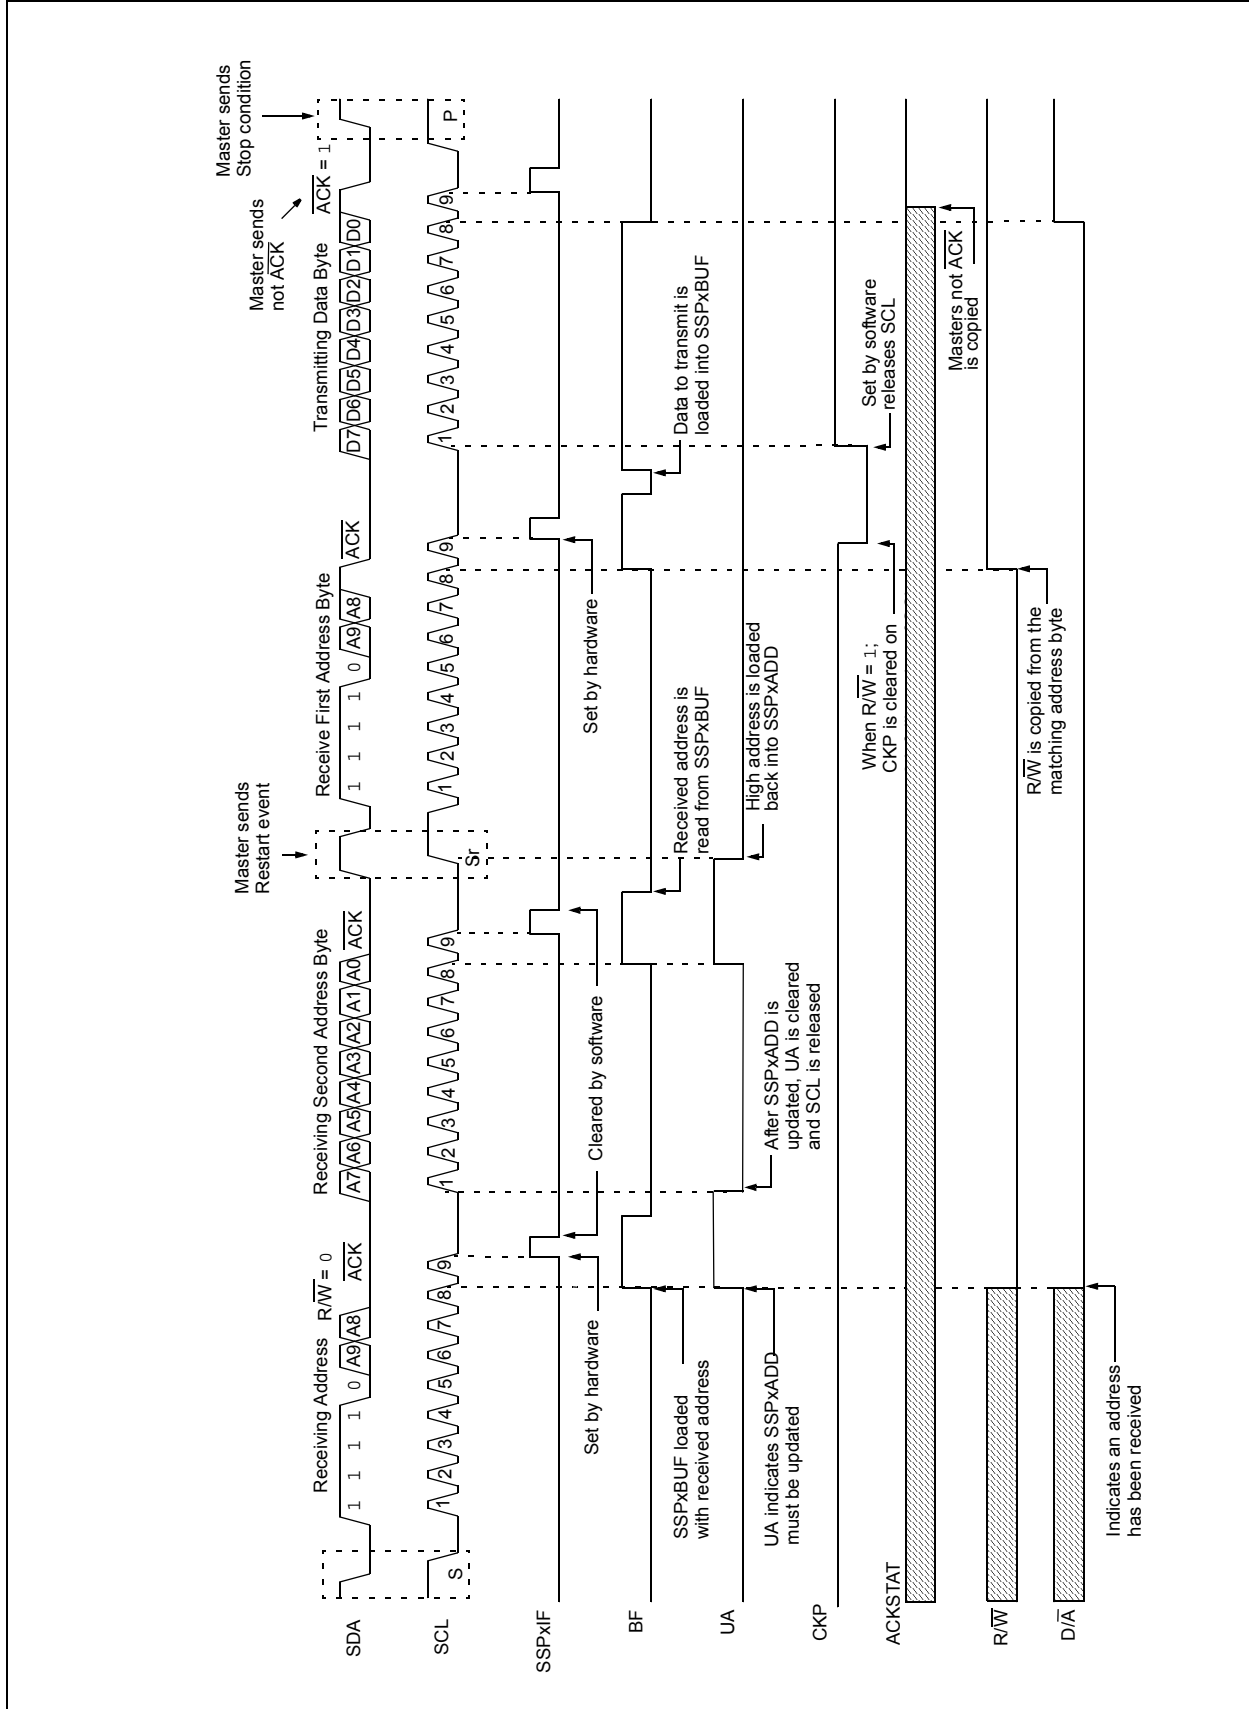 Master sends
Stop condition
Master sends
not A̅C̅K̅
Master sends
Restart event
Receiving Address R/W̅ = 0
Receiving Second Address Byte
Receive First Address Byte
Transmitting Data Byte
A̅C̅K̅ = 1
SDA
1 1 1 1 0 A9 A8 A̅C̅K̅
A7 A6 A5 A4 A3 A2 A1 A0 A̅C̅K̅
1 1 1 1 0 A9 A8 A̅C̅K̅
D7 D6 D5 D4 D3 D2 D1 D0
SCL
S
1 2 3 4 5 6 7 8 9
1 2 3 4 5 6 7 8 9
Sr
1 2 3 4 5 6 7 8 9
1 2 3 4 5 6 7 8 9
P
SSPxIF
Set by hardware
Cleared by software
Set by hardware
BF
SSPxBUF loaded
with received address
Received address is
read from SSPxBUF
Data to transmit is
loaded into SSPxBUF
UA
UA indicates SSPxADD
must be updated
After SSPxADD is
updated, UA is cleared
and SCL is released
High address is loaded
back into SSPxADD
CKP
When R/W̅ = 1;
CKP is cleared on
Set by software
releases SCL
ACKSTAT
Masters not A̅C̅K̅
is copied
R/W̅
R/W̅ is copied from the
matching address byte
D/A̅
Indicates an address
has been received